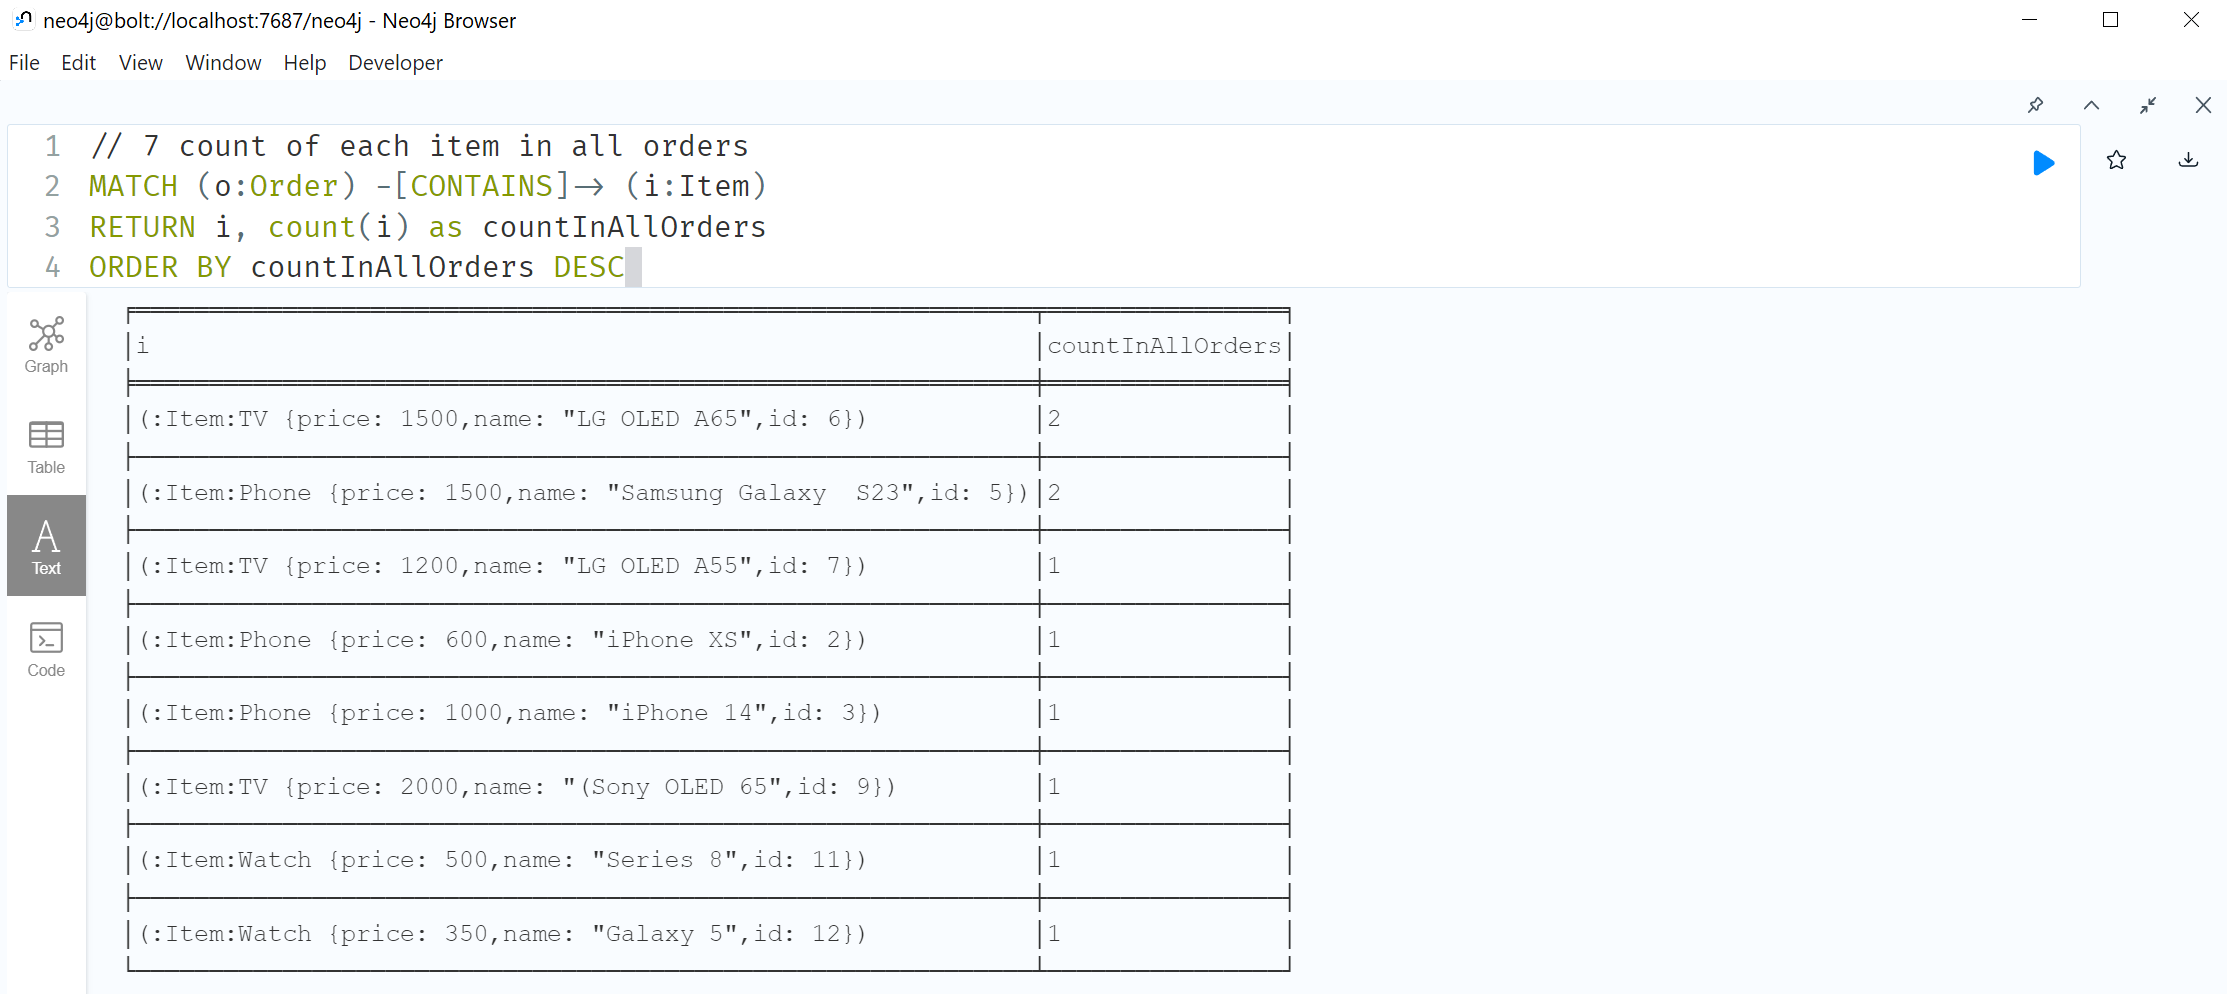 neo4j@bolt://localhost:7687/neo4j - Neo4j Browser
File Edit View Window Help Developer
1 // 7 count of each item in all orders
2 MATCH (o:Order) -[CONTAINS]-> (i:Item)
3 RETURN i, count(i) as countInAllOrders
4 ORDER BY countInAllOrders DESC
Graph
Table
Text
Code
i countInAllOrders
(:Item:TV {price: 1500,name: "LG OLED A65",id: 6}) 2
(:Item:Phone {price: 1500,name: "Samsung Galaxy  S23",id: 5}) 2
(:Item:TV {price: 1200,name: "LG OLED A55",id: 7}) 1
(:Item:Phone {price: 600,name: "iPhone XS",id: 2}) 1
(:Item:Phone {price: 1000,name: "iPhone 14",id: 3}) 1
(:Item:TV {price: 2000,name: "(Sony OLED 65",id: 9}) 1
(:Item:Watch {price: 500,name: "Series 8",id: 11}) 1
(:Item:Watch {price: 350,name: "Galaxy 5",id: 12}) 1